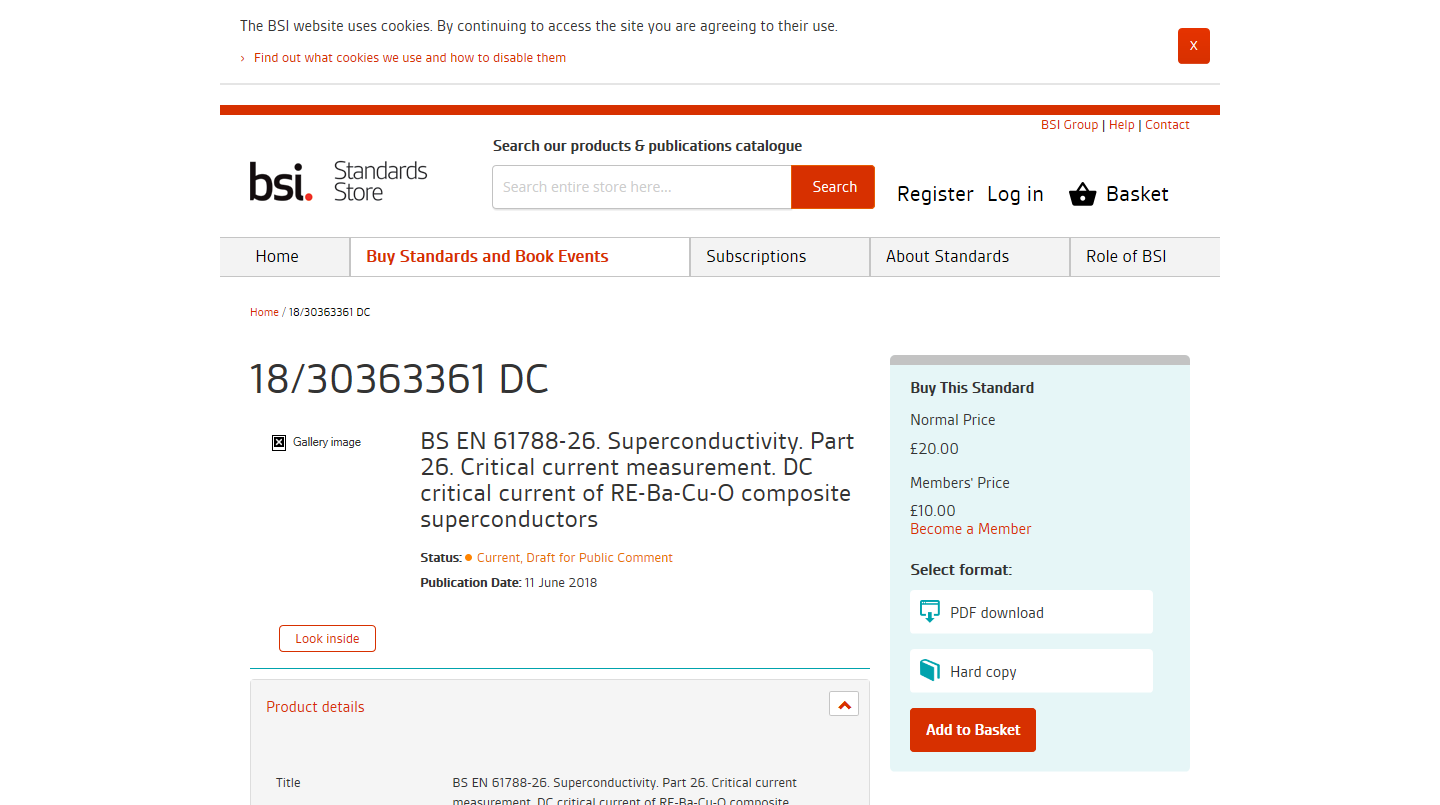 The BSI website uses cookies. By continuing to access the site you are agreeing to their use.
› Find out what cookies we use and how to disable them
X
BSI Group | Help | Contact
bsi. Standards
Store
Search our products & publications catalogue
Search entire store here...
Search
Register
Log in
Basket
Home
Buy Standards and Book Events
Subscriptions
About Standards
Role of BSI
Home / 18/30363361 DC
18/30363361 DC
Gallery image
BS EN 61788-26. Superconductivity. Part
26. Critical current measurement. DC
critical current of RE-Ba-Cu-O composite
superconductors
Status: Current, Draft for Public Comment
Publication Date: 11 June 2018
Look inside
Product details
Title
BS EN 61788-26. Superconductivity. Part 26. Critical current
measurement. DC critical current of RE-Ba-Cu-O composite
Buy This Standard
Normal Price
£20.00
Members' Price
£10.00
Become a Member
Select format:
PDF download
Hard copy
Add to Basket